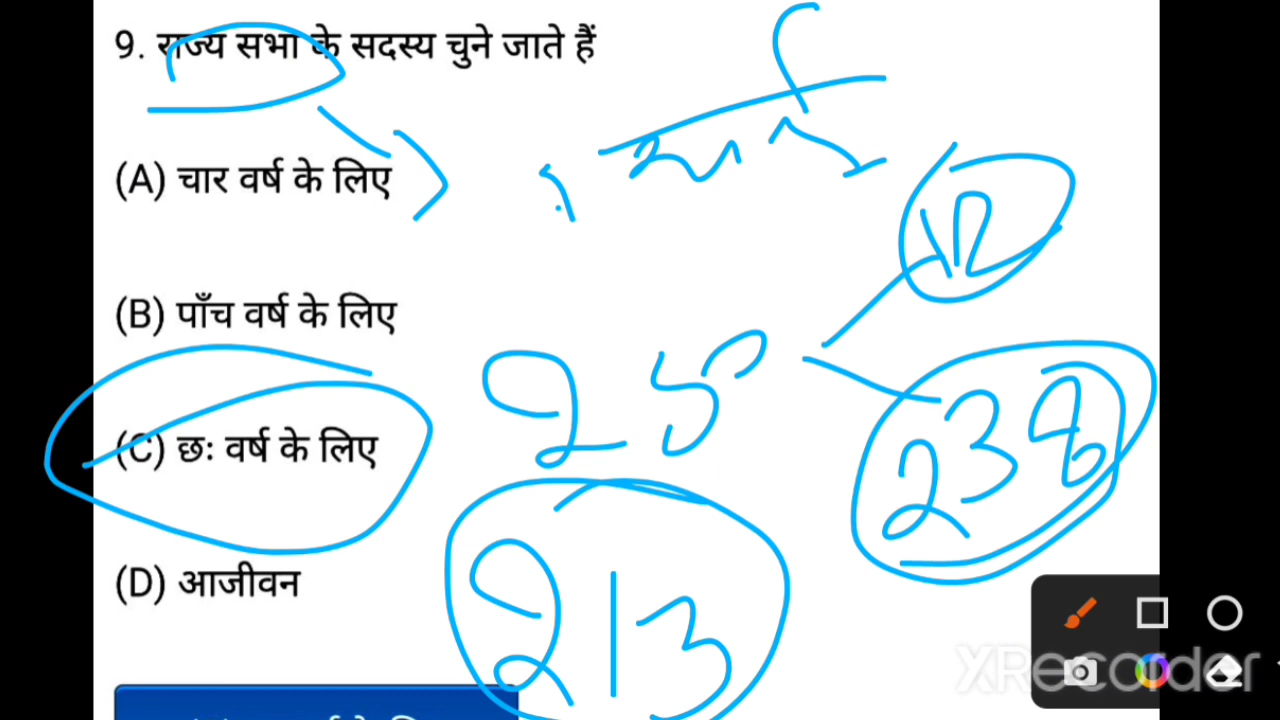 9. राज्य सभा के सदस्य चुने जाते हैं
स्थाई
(A) चार वर्ष के लिए
12
(B) पाँच वर्ष के लिए
250
238
(C) छः वर्ष के लिए
(D) आजीवन
213
XRecorder